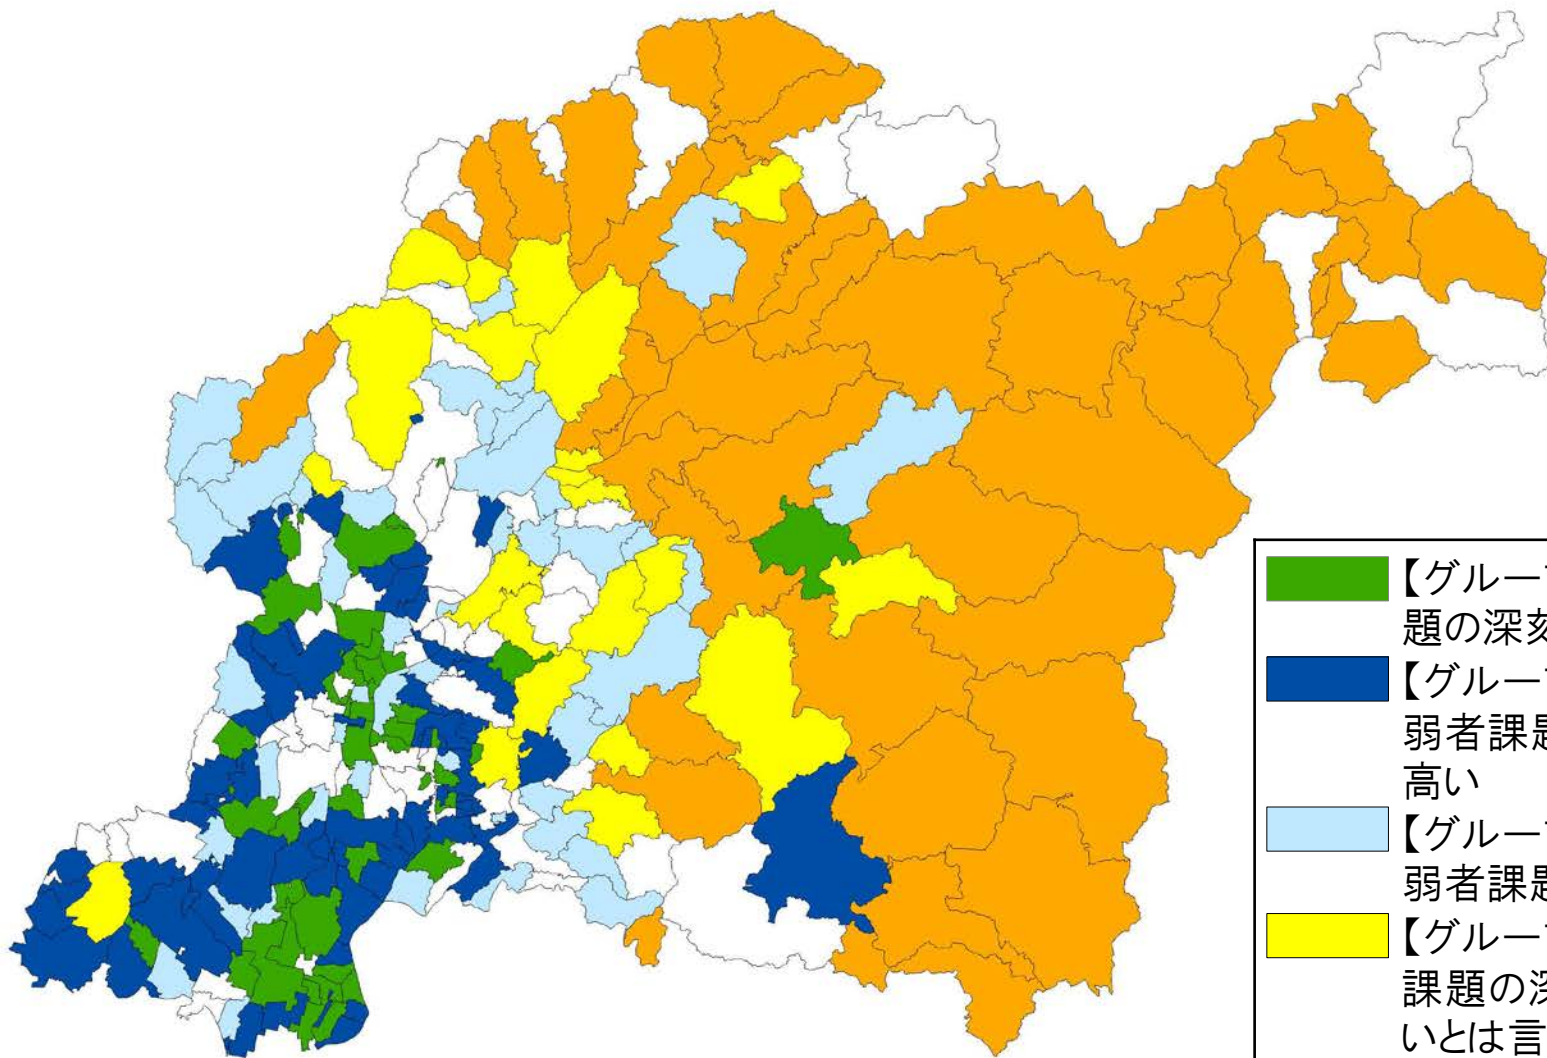 【グルー
題の深
【グルー
弱者課題
高い
【グルー
弱者課題
【グルー
課題の深
いとは言